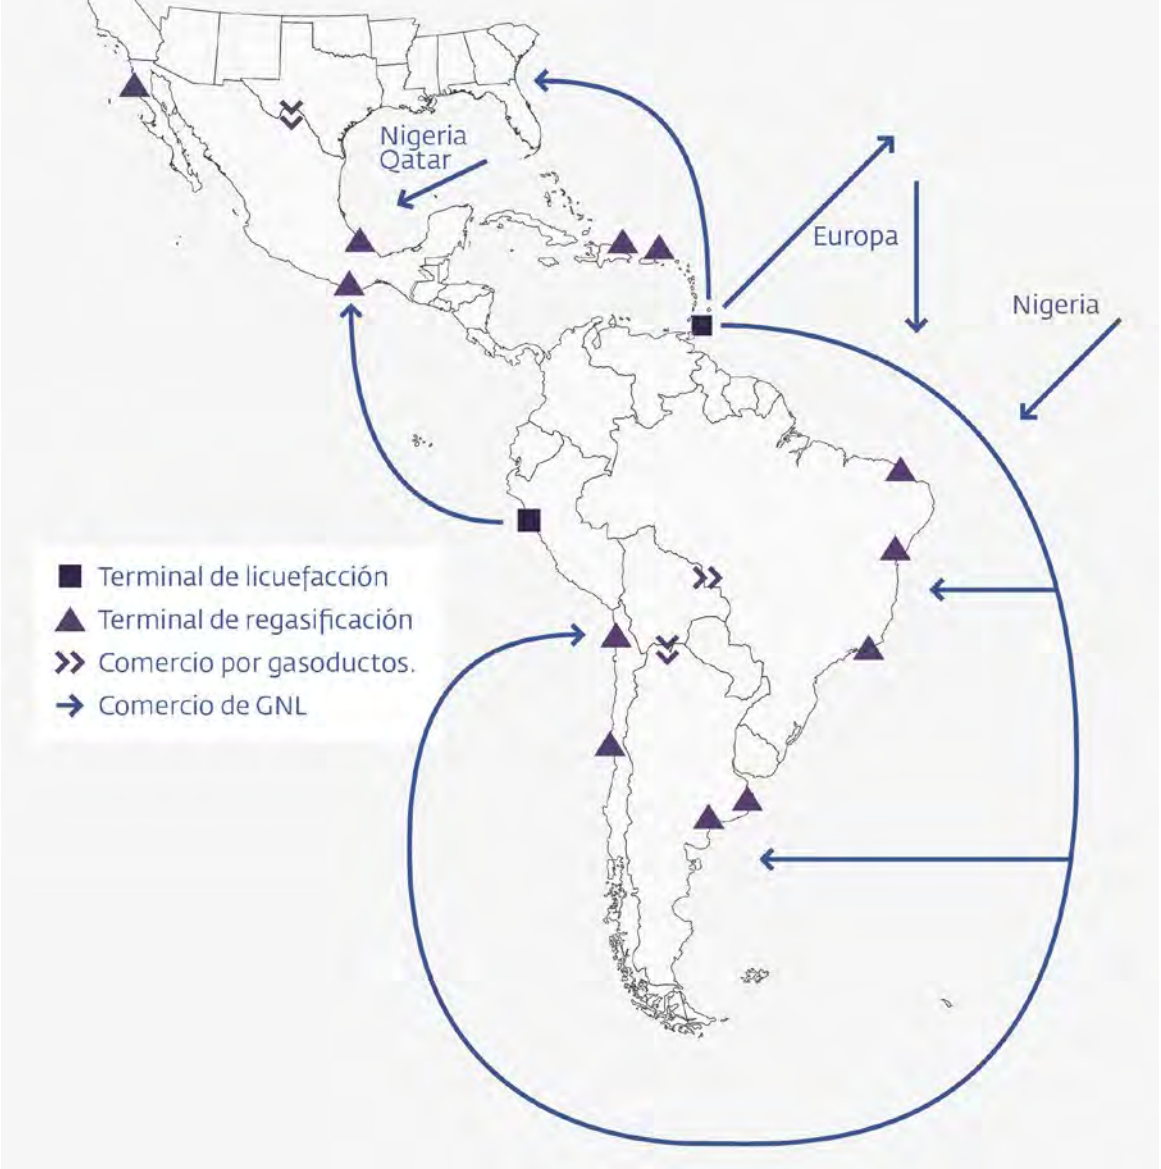 Nigeria
Qatar
Europa
Nigeria
Terminal de licuefacción
Terminal de regasificación
Comercio por gasoductos.
Comercio de GNL